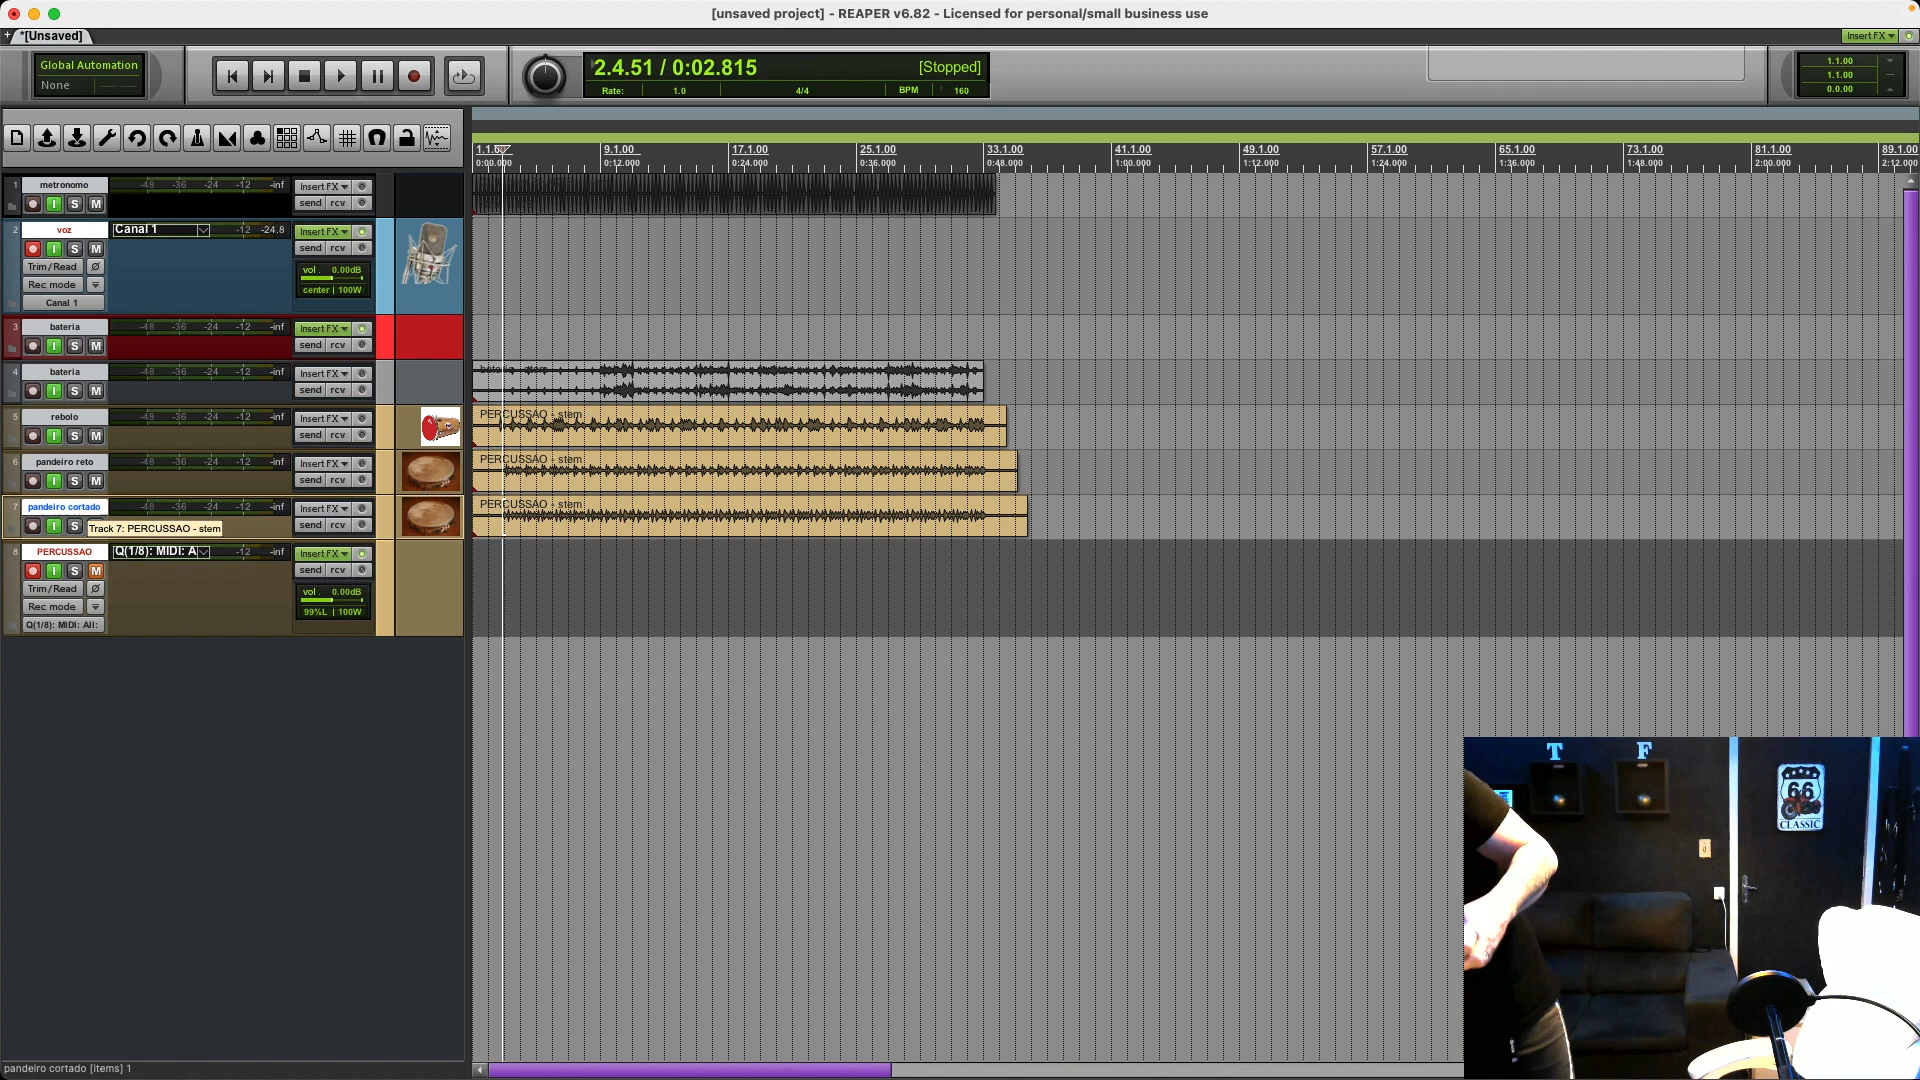 [unsaved project] - REAPER v6.82 - Licensed for personal/small business use
+ *[Unsaved]
Insert FX
Global Automation
None
2.4.51 / 0:02.815 [Stopped]
Rate: 1.0 4/4 BPM 160
1.1.00
1.1.00
0.0.00
9.1.00 17.1.00 25.1.00 33.1.00 41.1.00 49.1.00 57.1.00 65.1.00 73.1.00 81.1.00 89.1.00
0:00.000 0:12.000 0:24.000 0:36.000 0:48.000 1:00.000 1:12.000 1:24.000 1:36.000 1:48.000 2:00.000 2:12.000
1 metronomo -48 -36 -24 -12 -inf Insert FX
I S M send rcv
2 voz Canal 1 -12 -24.8 Insert FX
I S M send rcv
Trim/Read vol . 0.00dB
Rec mode center | 100W
Canal 1
3 bateria -48 -36 -24 -12 -inf Insert FX
I S M send rcv
4 bateria -48 -36 -24 -12 -inf Insert FX
I S M send rcv
5 rebolo -48 -36 -24 -12 -inf Insert FX PERCUSSAO - stem
I S M send rcv
6 pandeiro reto -48 -36 -24 -12 -inf Insert FX PERCUSSAO - stem
I S M send rcv
7 pandeiro cortado -48 -36 -24 -12 -inf Insert FX PERCUSSAO - stem
I S send rcv
Track 7: PERCUSSAO - stem
8 PERCUSSAO Q(1/8): MIDI: A -12 -inf Insert FX
I S M send rcv
Trim/Read vol . 0.00dB
Rec mode 99%L | 100W
Q(1/8): MIDI: All:
T F
66
CLASSIC
pandeiro cortado [items] 1